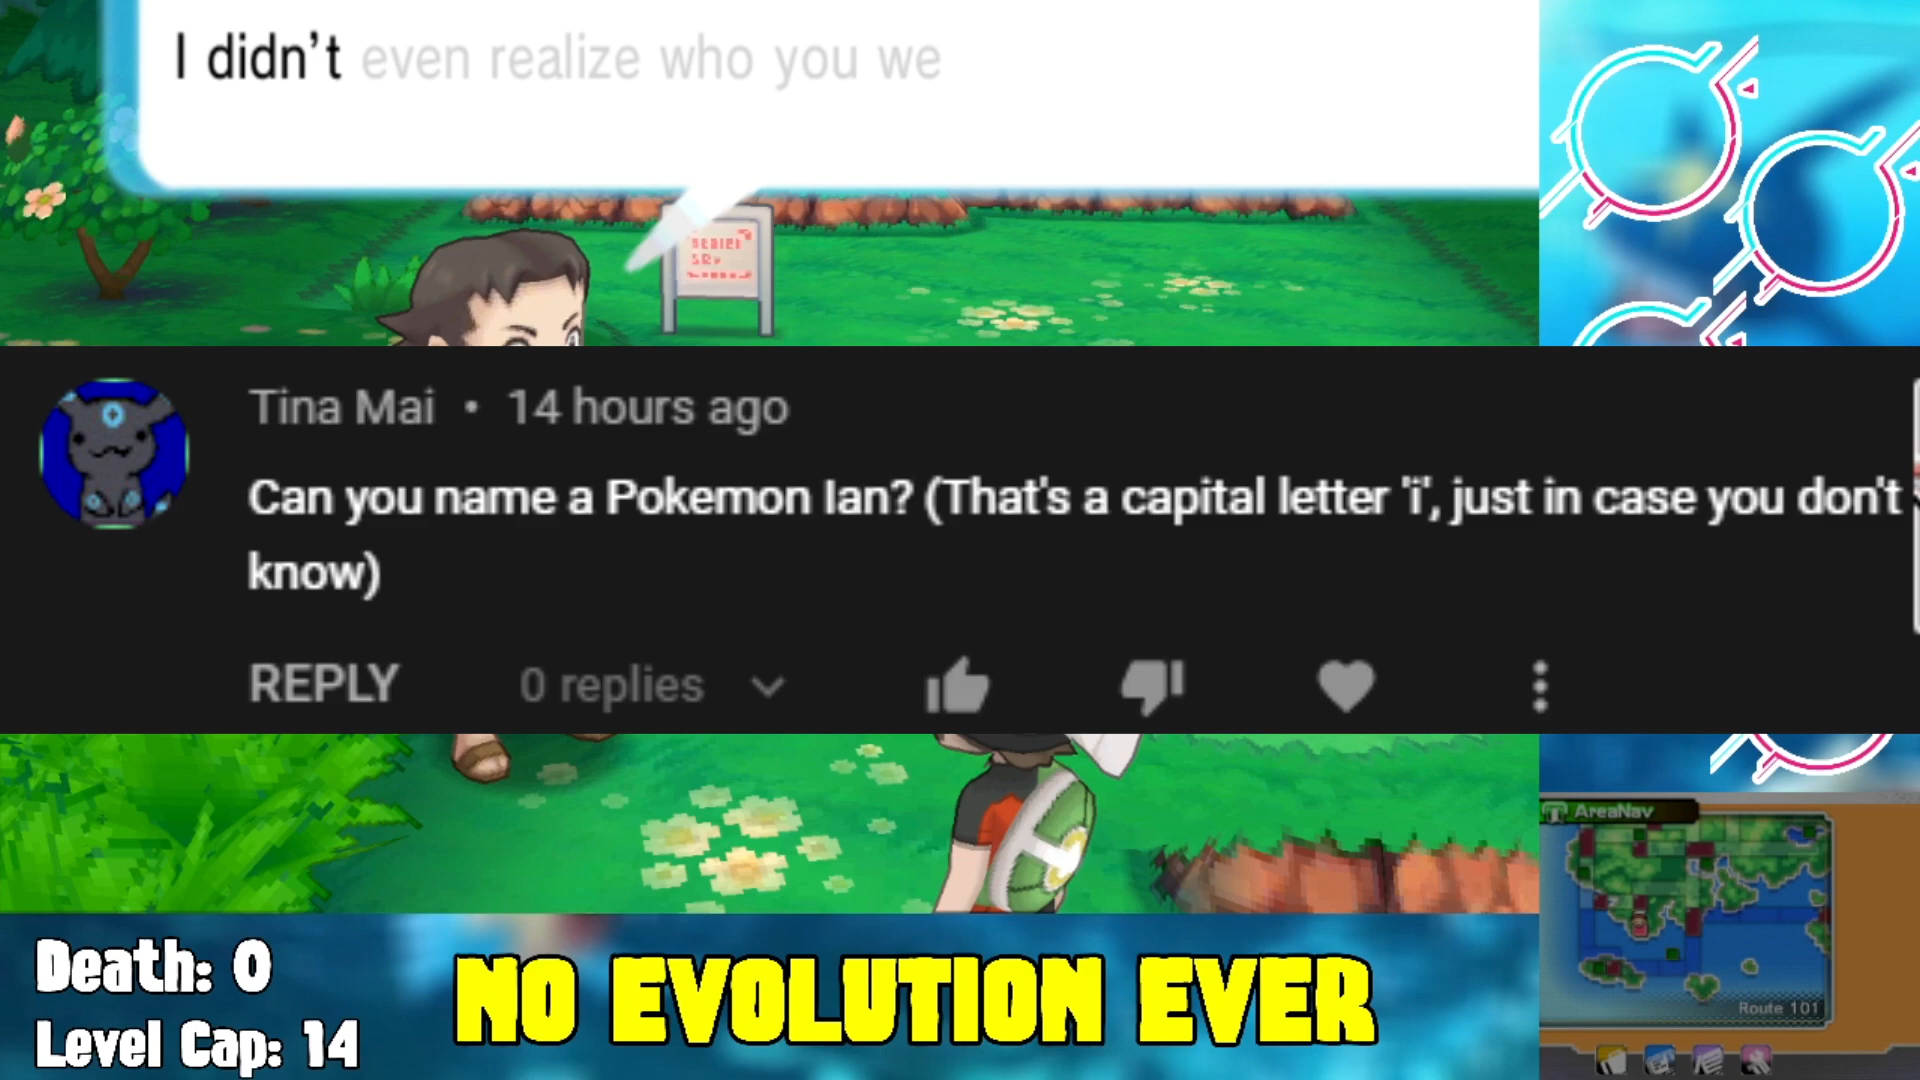 I didn't even realize who you we
Tina Mai • 14 hours ago
Can you name a Pokemon Ian? (That's a capital letter 'i', just in case you don't
know)
REPLY 0 replies
AreaNav
Route 101
Death: 0
Level Cap: 14
NO EVOLUTION EVER